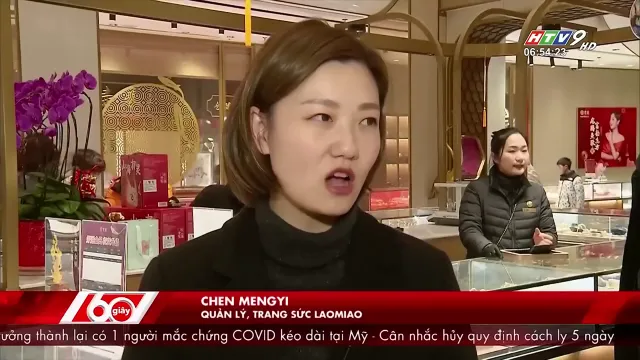 HTV9 HD
06:54:23
60 giây
CHEN MENGYI
QUẢN LÝ, TRANG SỨC LAOMIAO
ưởng thành lại có 1 người mắc chứng COVID kéo dài tại Mỹ - Cân nhắc hủy quy định cách ly 5 ngày